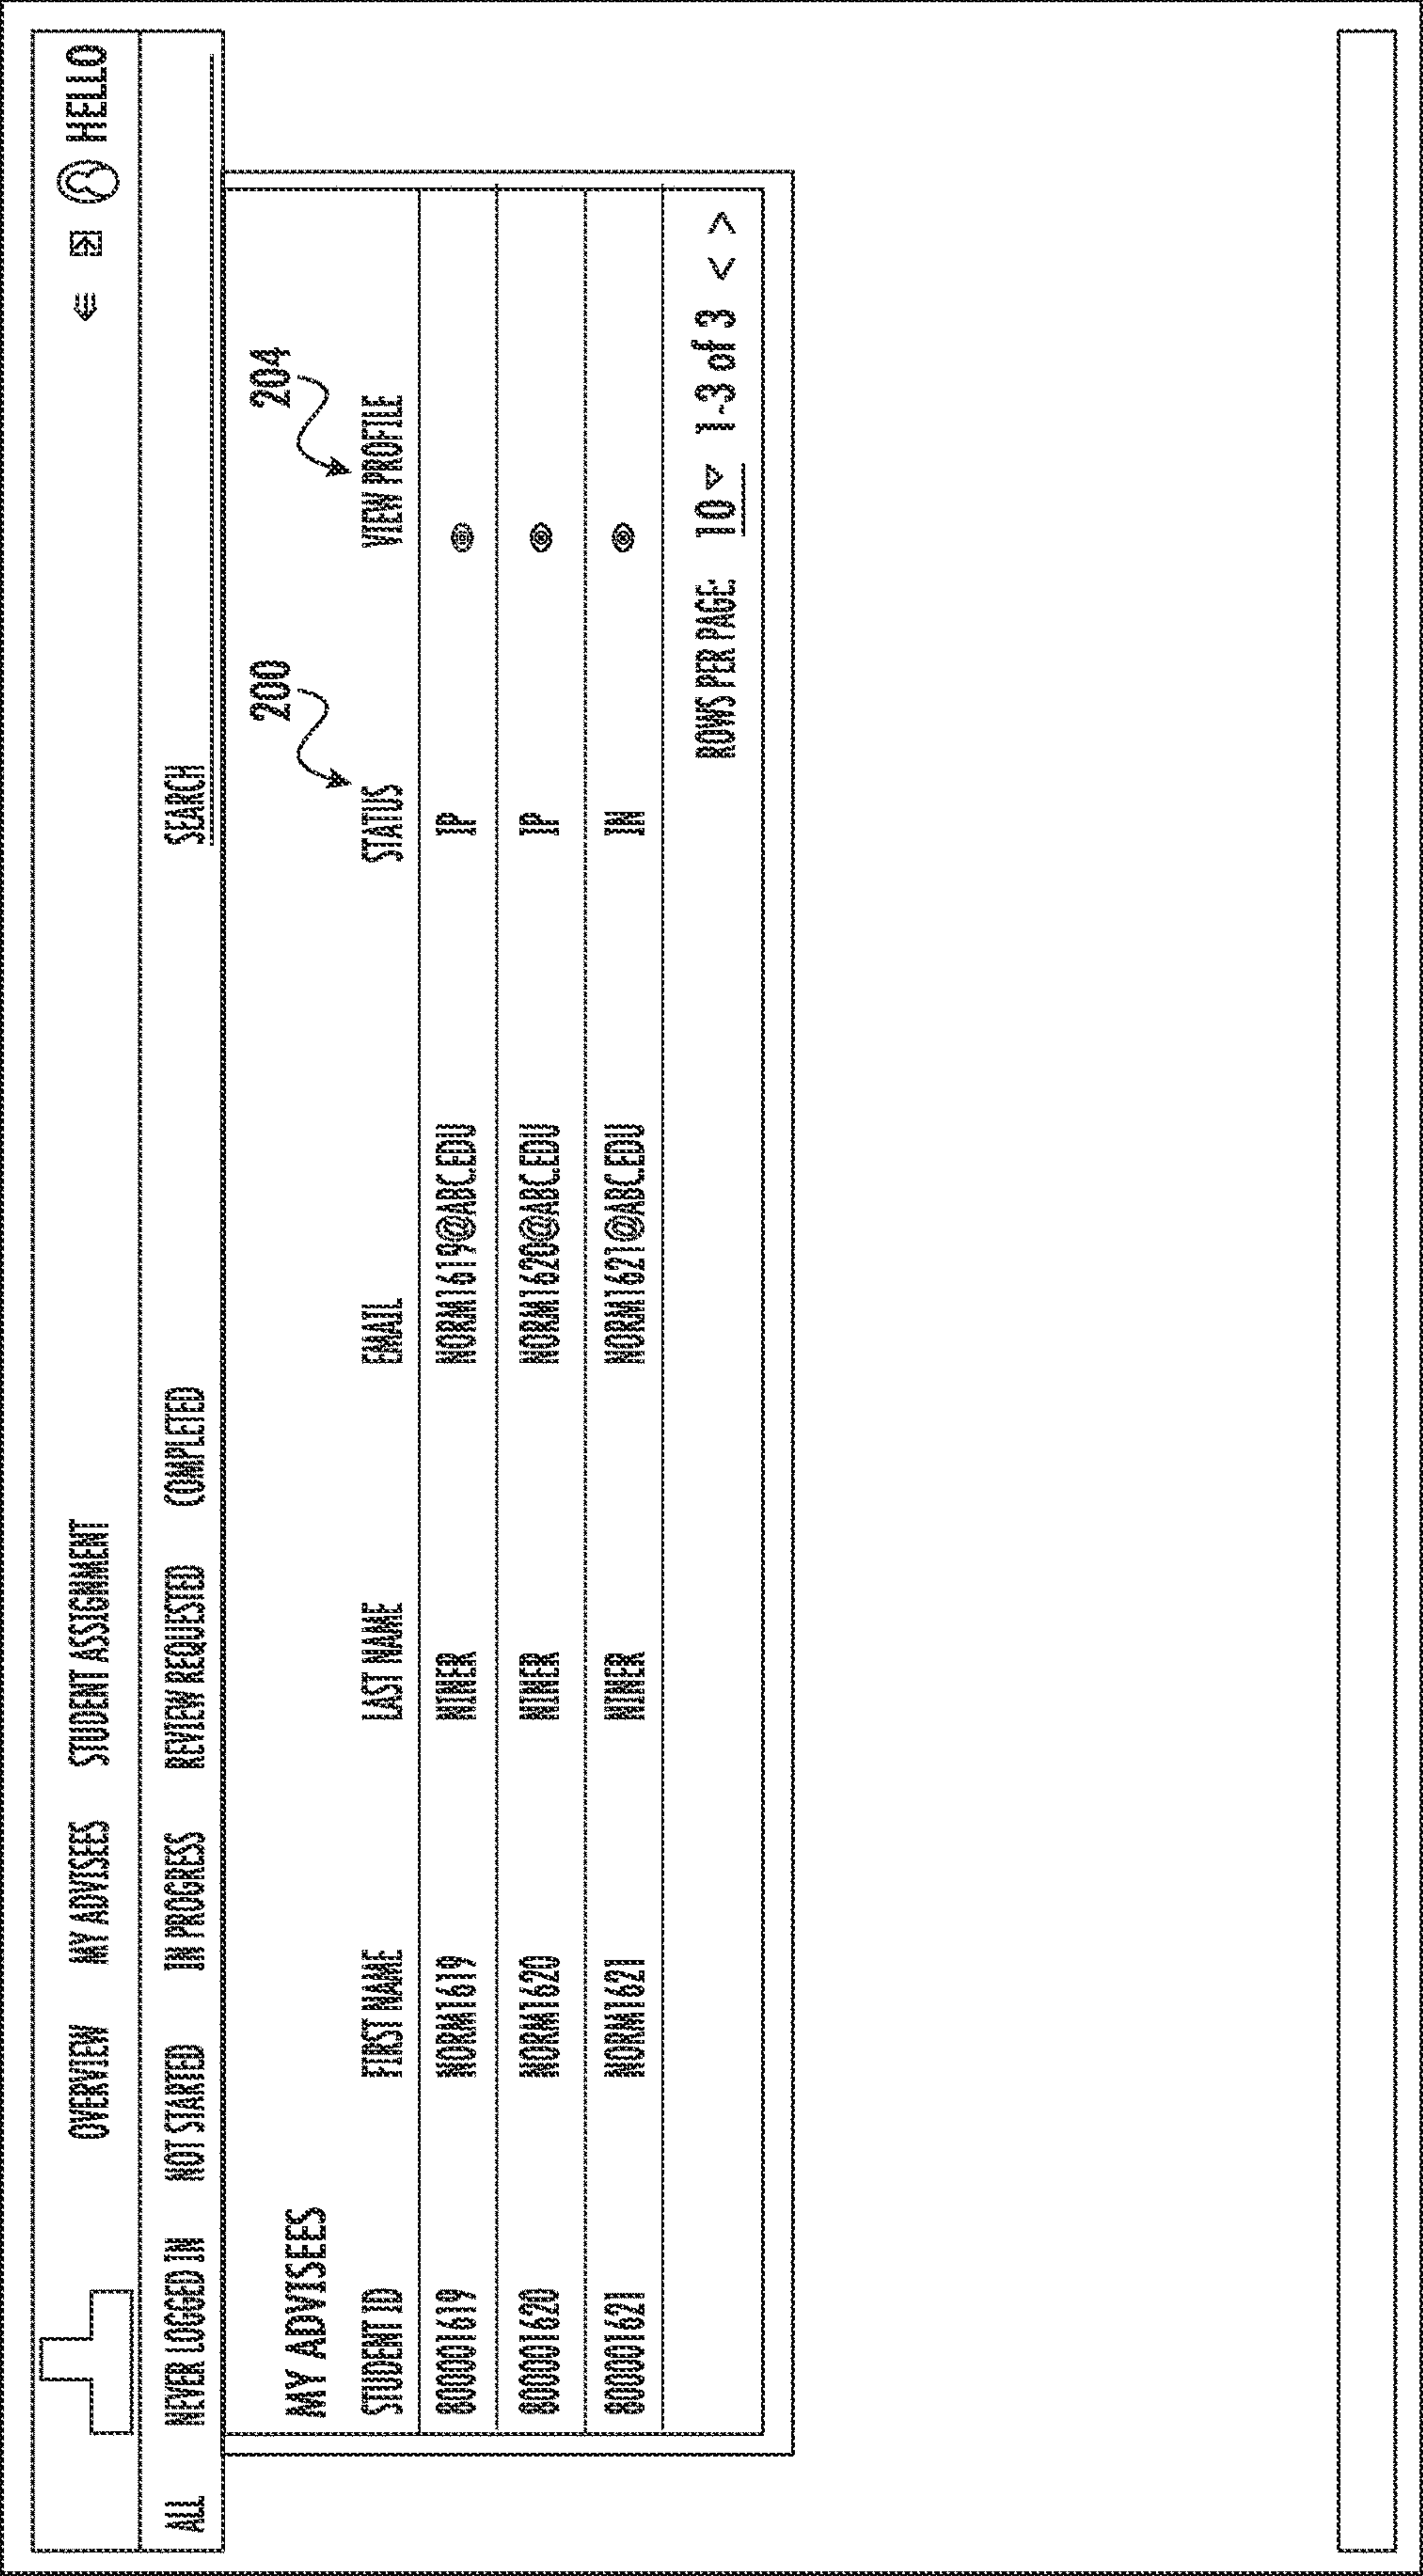 OVERVIEW MY ADVISEES STUDENT ASSIGNMENT HELLO
ALL NEVER LOGGED IN NOT STARTED IN PROGRESS REVIEW REQUESTED COMPLETED SEARCH
200 204
MY ADVISEES
STUDENT ID FIRST NAME LAST NAME EMAIL STATUS VIEW PROFILE
800001619 NORM1619 NINER NORM1619@ABC.EDU IP
800001620 NORM1620 NINER NORM1620@ABC.EDU IP
800001621 NORM1621 NINER NORM1621@ABC.EDU IN
ROWS PER PAGE: 10 1-3 of 3 < >